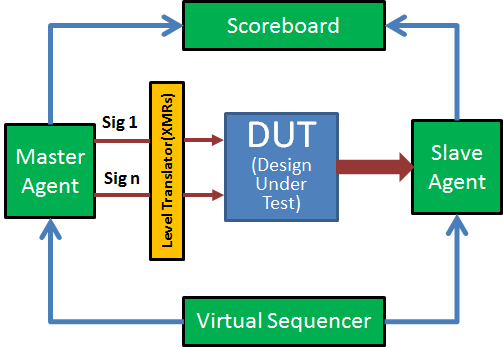 Scoreboard
Sig 1
Master
Agent
Sig n
Level Translator(XMRs)
DUT
(Design
Under
Test)
Slave
Agent
Virtual Sequencer